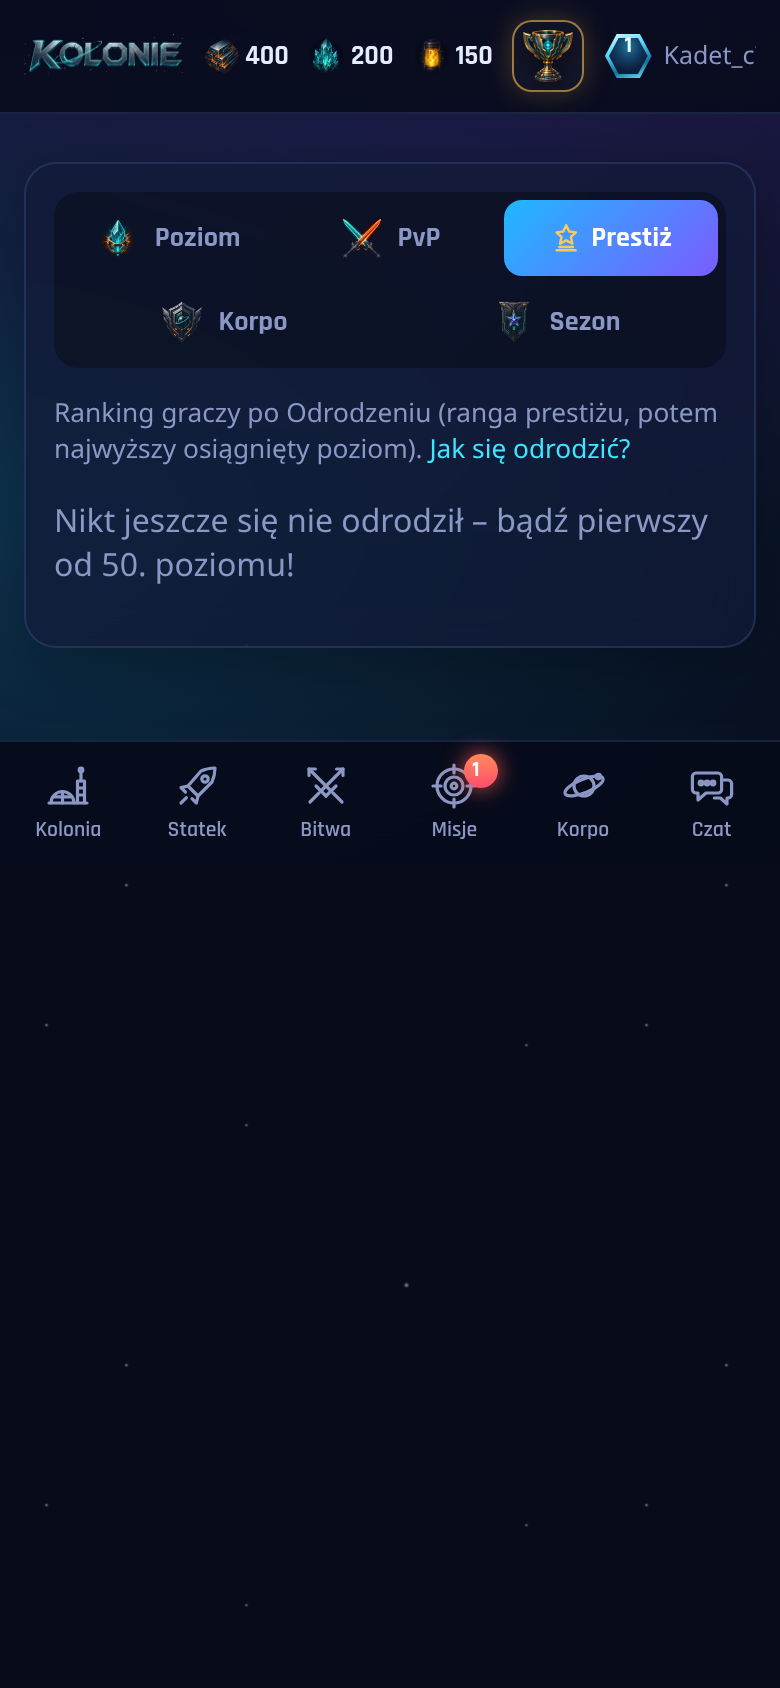 KOLONIE 400 200 150 1 Kadet_c
Poziom PvP Prestiż
Korpo Sezon
Ranking graczy po Odrodzeniu (ranga prestiżu, potem
najwyższy osiągnięty poziom). Jak się odrodzić?
Nikt jeszcze się nie odrodził – bądź pierwszy
od 50. poziomu!
1
Kolonia Statek Bitwa Misje Korpo Czat